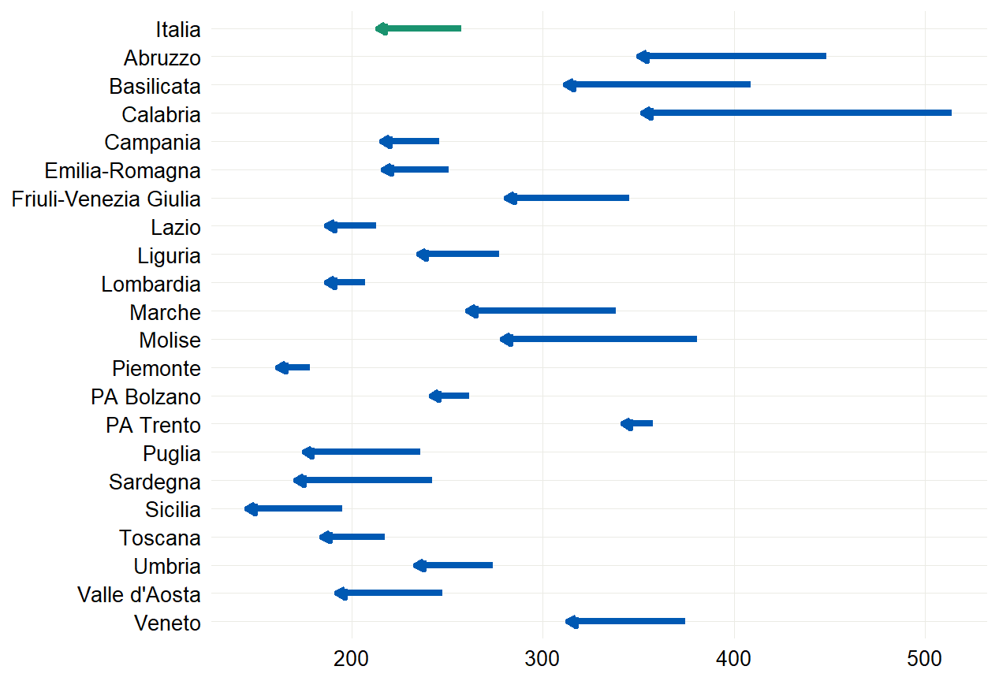 Italia
Abruzzo
Basilicata
Calabria
Campania
Emilia-Romagna
Friuli-Venezia Giulia
Lazio
Liguria
Lombardia
Marche
Molise
Piemonte
PA Bolzano
PA Trento
Puglia
Sardegna
Sicilia
Toscana
Umbria
Valle d'Aosta
Veneto
200 300 400 500